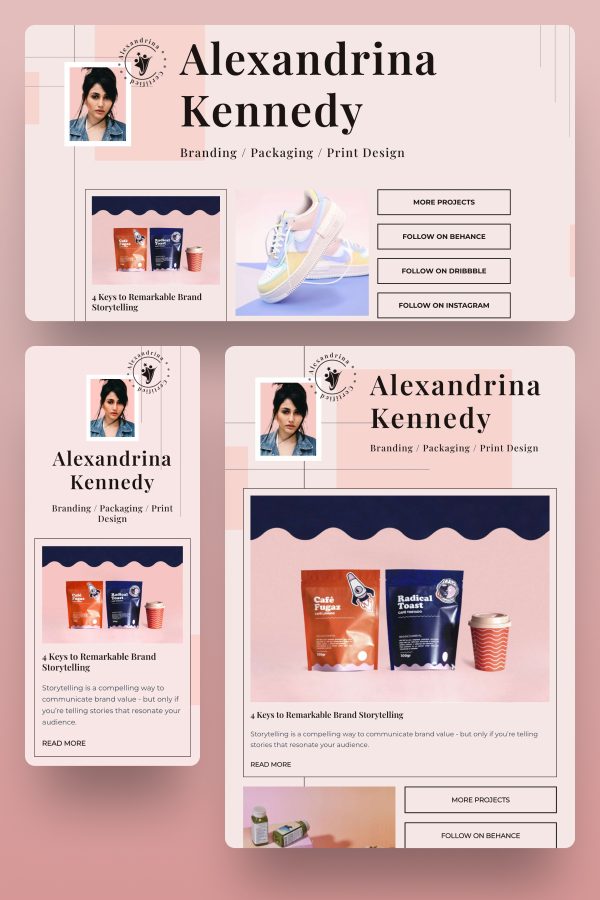 Alexandrina
Certified
Alexandrina
Kennedy
Branding / Packaging / Print Design
Café
Fugaz
Radical
Toast
4 Keys to Remarkable Brand
Storytelling
MORE PROJECTS
FOLLOW ON BEHANCE
FOLLOW ON DRIBBBLE
FOLLOW ON INSTAGRAM
Alexandrina
Certified
Alexandrina
Kennedy
Branding / Packaging / Print
Design
Café
Fugaz
Radical
Toast
4 Keys to Remarkable Brand
Storytelling
Storytelling is a compelling way to
communicate brand value - but only if
you're telling stories that resonate your
audience.
READ MORE
Alexandrina
Certified
Alexandrina
Kennedy
Branding / Packaging / Print Design
Café
Fugaz
Radical
Toast
CAFÉ TOSTADO
4 Keys to Remarkable Brand Storytelling
Storytelling is a compelling way to communicate brand value - but only if you're telling
stories that resonate your audience.
READ MORE
MORE PROJECTS
FOLLOW ON BEHANCE